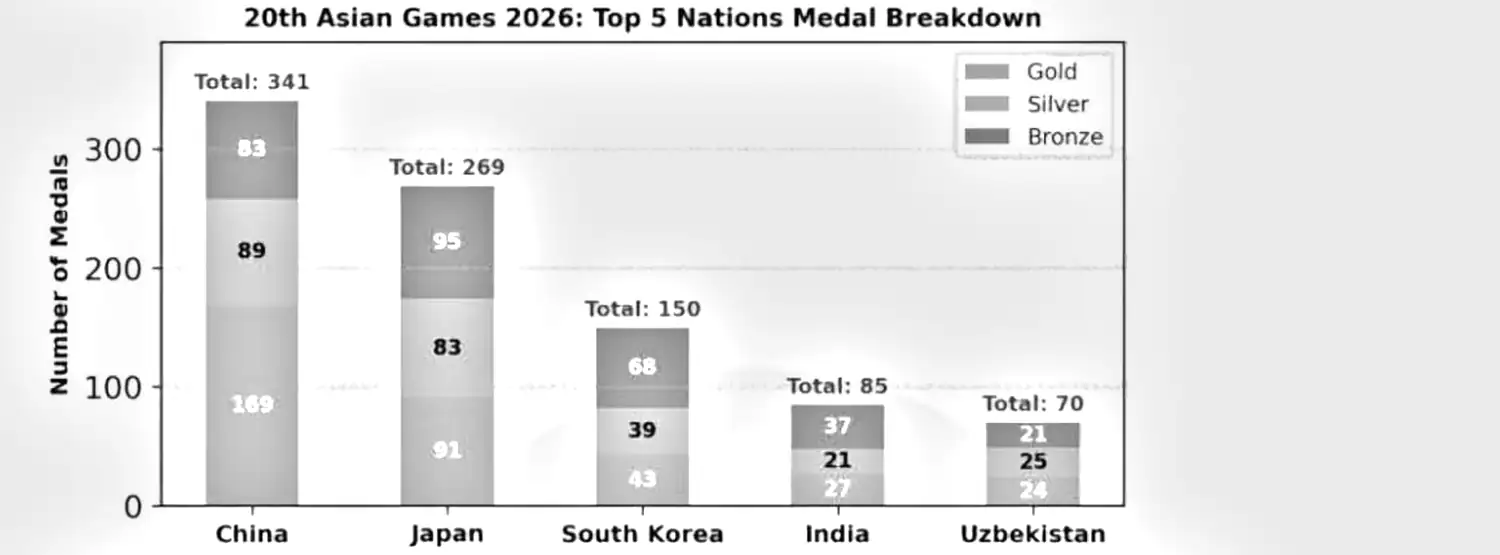 20th Asian Games 2026: Top 5 Nations Medal Breakdown
Total: 341
Total: 269
Total: 150
Total: 85
Total: 70
Gold
Silver
Bronze
Number of Medals
300
200
100
0
83
89
169
95
83
91
68
39
43
37
21
27
21
25
24
China
Japan
South Korea
India
Uzbekistan